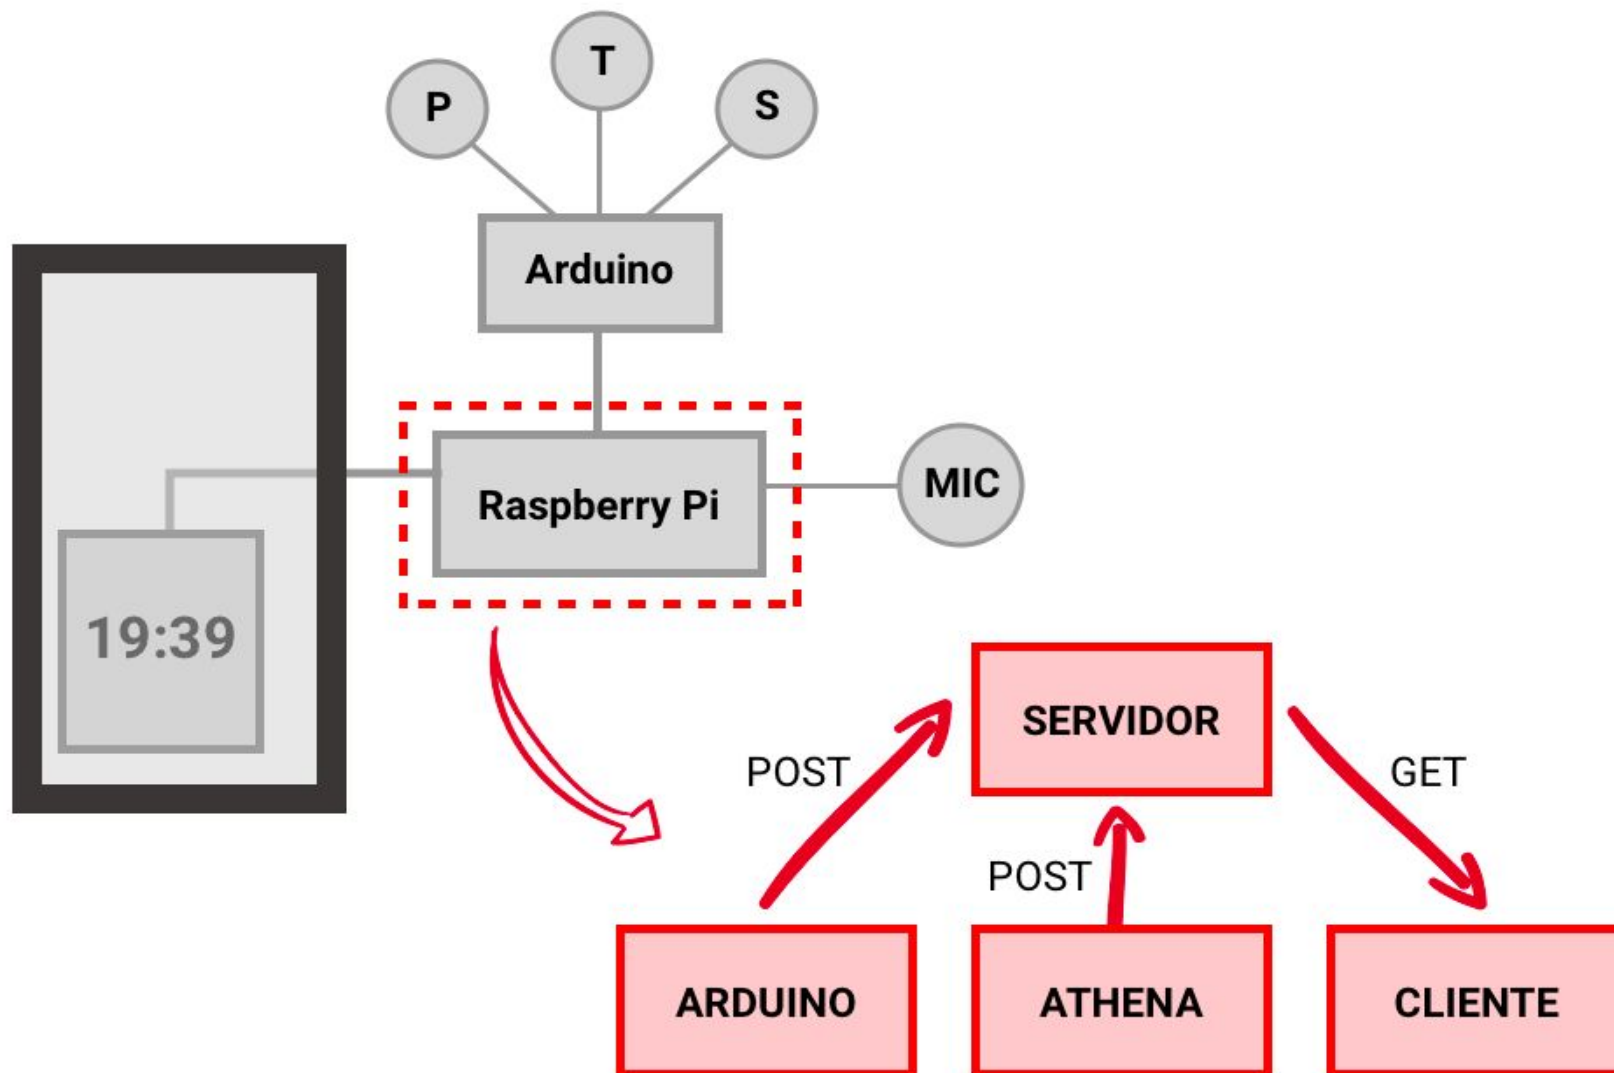 T
P
S
Arduino
Raspberry Pi
MIC
19:39
SERVIDOR
POST
GET
POST
ARDUINO
ATHENA
CLIENTE